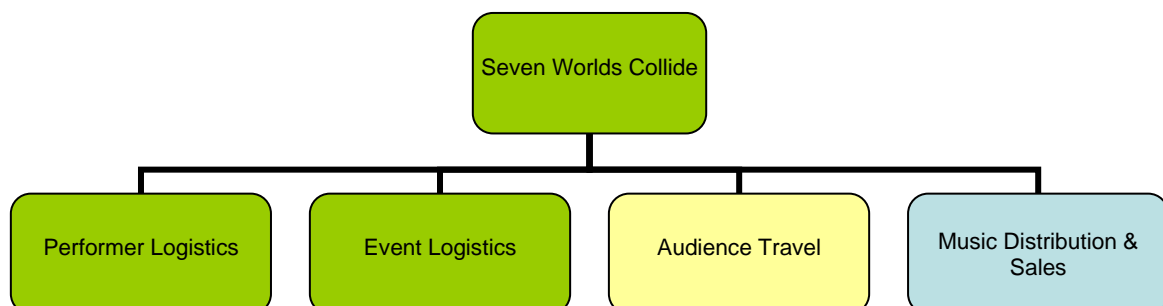 Seven Worlds Collide
Performer Logistics
Event Logistics
Audience Travel
Music Distribution &
Sales